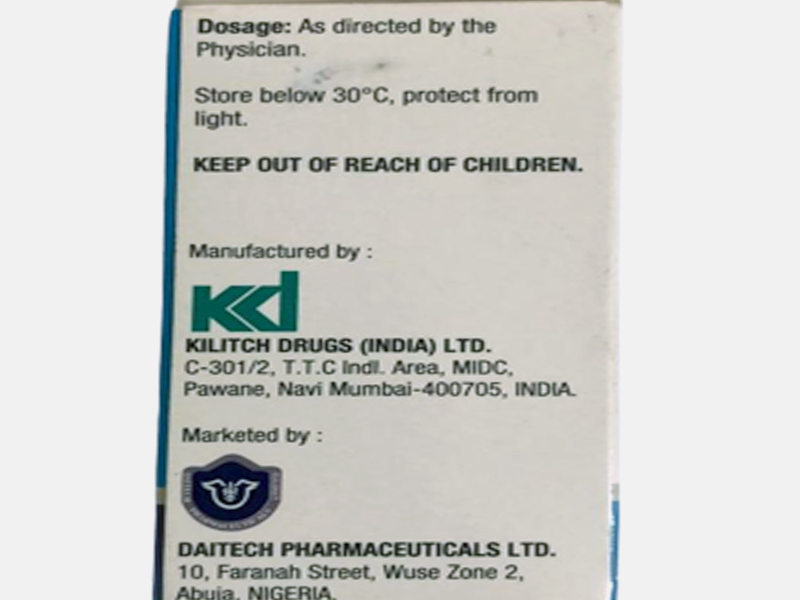 Dosage: As directed by the
Physician.
Store below 30°C, protect from
light.
KEEP OUT OF REACH OF CHILDREN.
Manufactured by :
KILITCH DRUGS (INDIA) LTD.
C-301/2, T.T.C Indl. Area, MIDC,
Pawane, Navi Mumbai-400705, INDIA.
Marketed by :
DAITECH PHARMACEUTICALS LTD.
10, Faranah Street, Wuse Zone 2,
Abuja, NIGERIA.